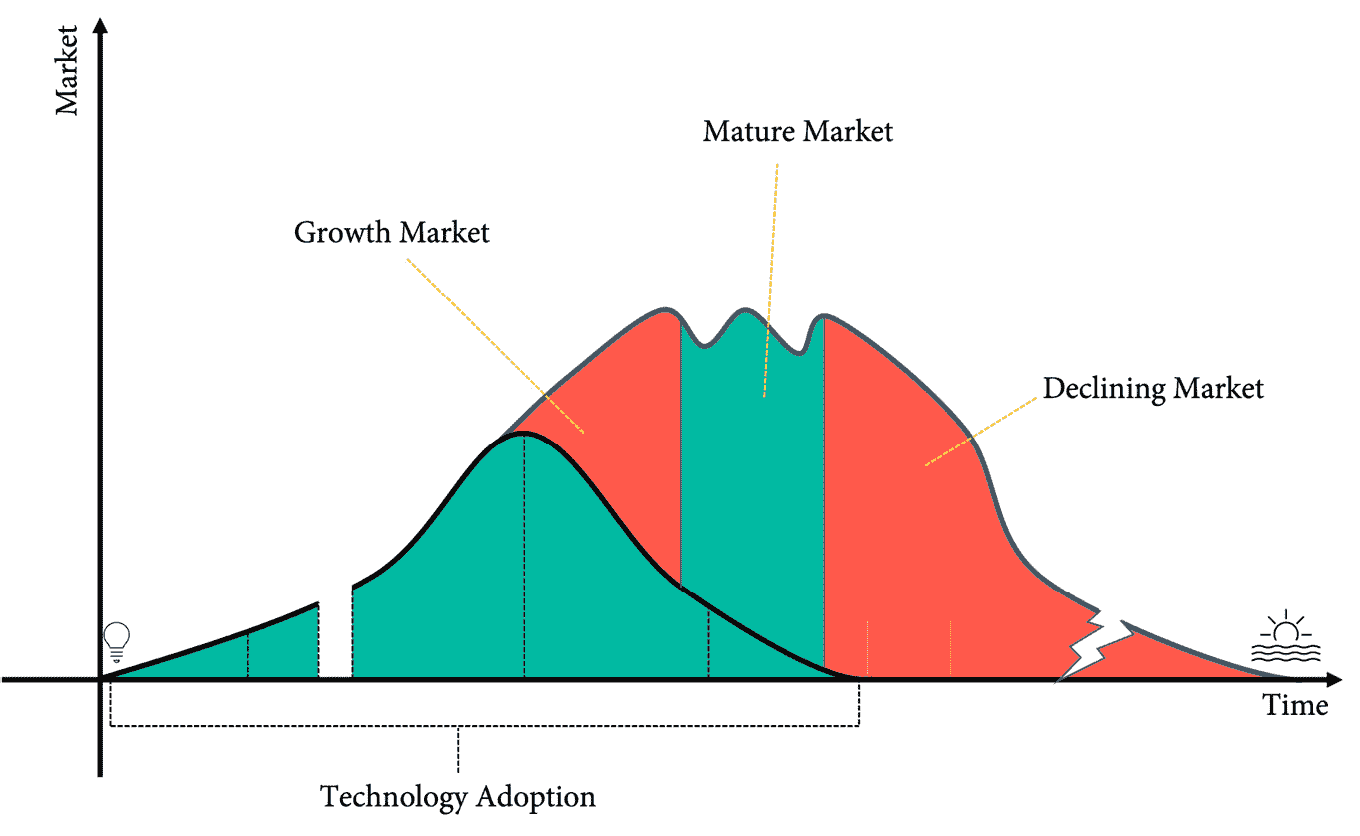 Market
Mature Market
Growth Market
Declining Market
Time
Technology Adoption